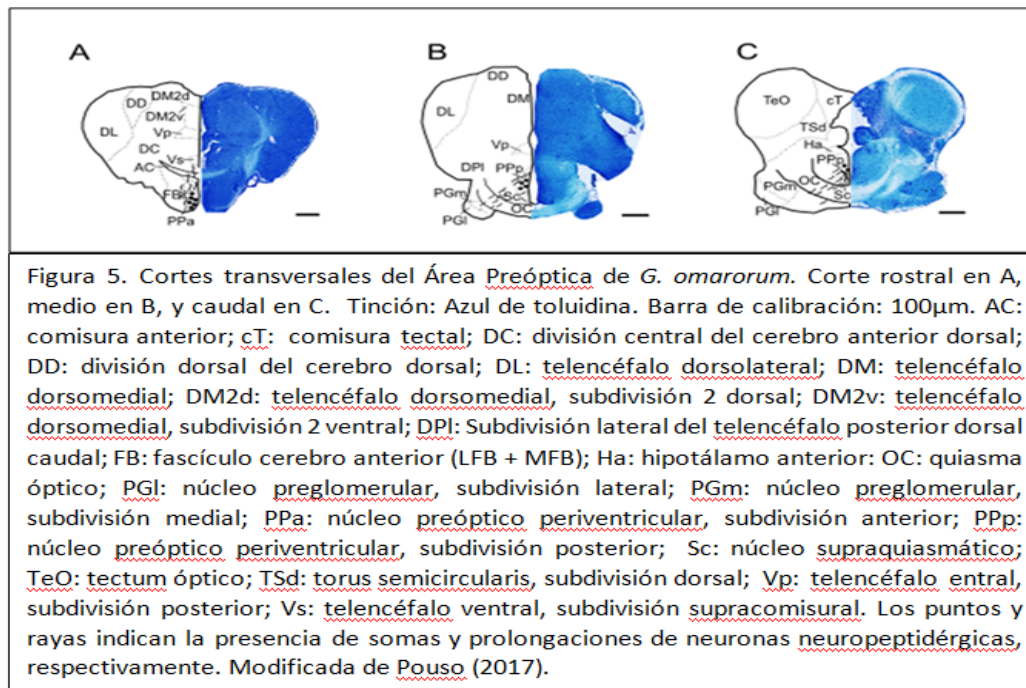 A
DD
DM2d
DM2v
DL
Vp
DC
Vs
AC
FB
PPa
B
DD
DM
DL
Vp
DPl
PPp
PGm
Sc
OC
PGl
C
TeO
cT
TSd
Ha
PPp
OC
PGm
Sc
PGl
Figura 5. Cortes transversales del Área Preóptica de G. omarorum. Corte rostral en A,
medio en B, y caudal en C. Tinción: Azul de toluidina. Barra de calibración: 100µm. AC:
comisura anterior; cT: comisura tectal; DC: división central del cerebro anterior dorsal;
DD: división dorsal del cerebro dorsal; DL: telencéfalo dorsolateral; DM: telencéfalo
dorsomedial; DM2d: telencéfalo dorsomedial, subdivisión 2 dorsal; DM2v: telencéfalo
dorsomedial, subdivisión 2 ventral; DPl: Subdivisión lateral del telencéfalo posterior dorsal
caudal; FB: fascículo cerebro anterior (LFB + MFB); Ha: hipotálamo anterior: OC: quiasma
óptico; PGl: núcleo preglomerular, subdivisión lateral; PGm: núcleo preglomerular,
subdivisión medial; PPa: núcleo preóptico periventricular, subdivisión anterior; PPp:
núcleo preóptico periventricular, subdivisión posterior; Sc: núcleo supraquiasmático;
TeO: tectum óptico; TSd: torus semicircularis, subdivisión dorsal; Vp: telencéfalo entral,
subdivisión posterior; Vs: telencéfalo ventral, subdivisión supracomisural. Los puntos y
rayas indican la presencia de somas y prolongaciones de neuronas neuropeptidérgicas,
respectivamente. Modificada de Pouso (2017).